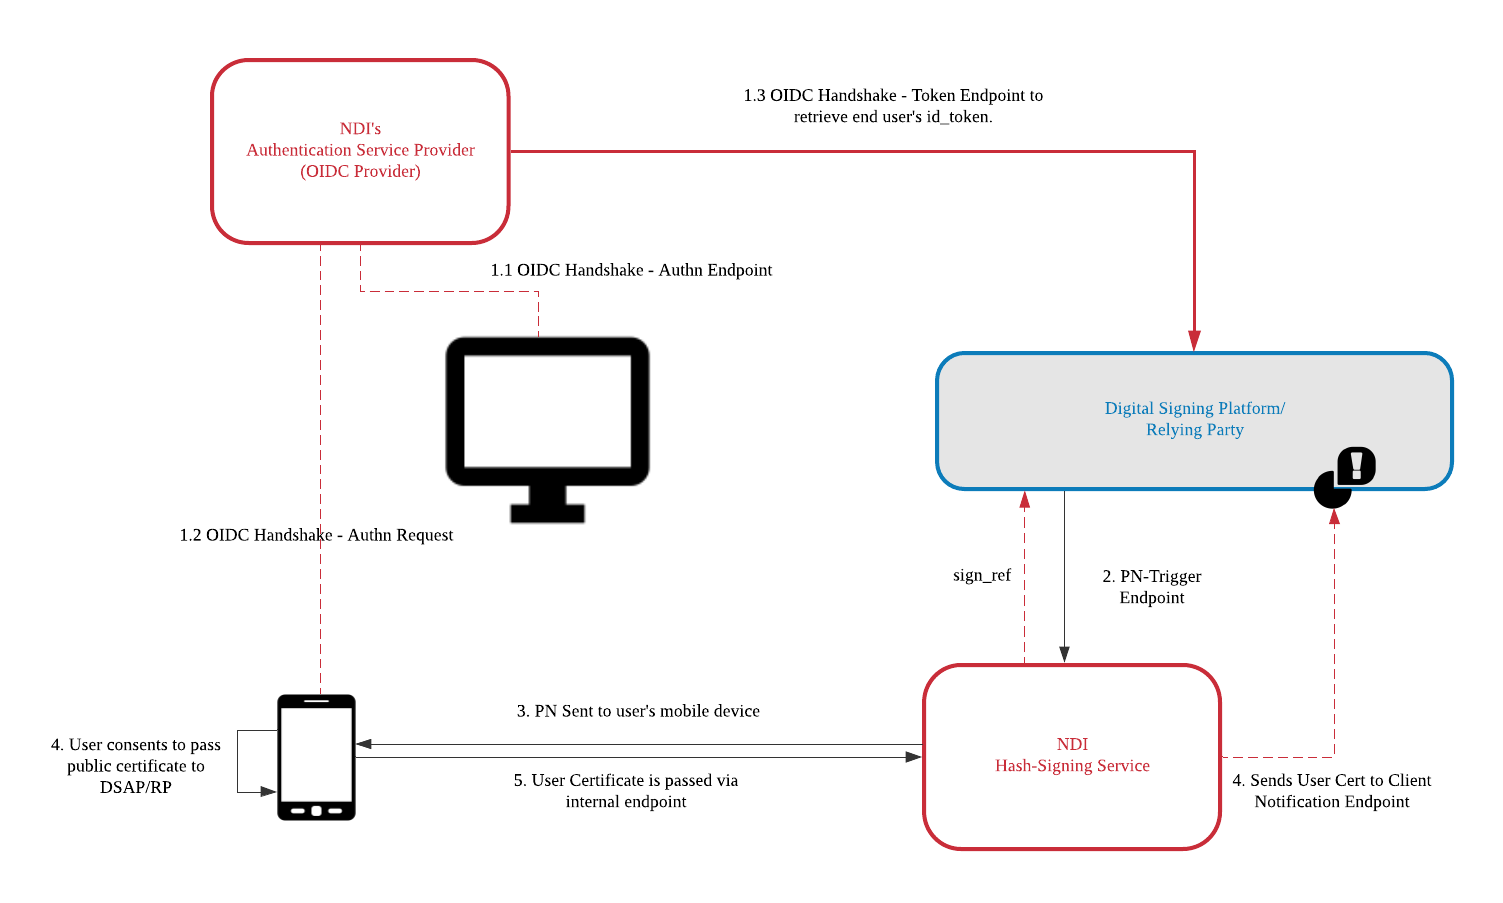 1.3 OIDC Handshake - Token Endpoint to
retrieve end user's id_token.
NDI's
Authentication Service Provider
(OIDC Provider)
1.1 OIDC Handshake - Authn Endpoint
Digital Signing Platform/
Relying Party
1.2 OIDC Handshake - Authn Request
sign_ref
2. PN-Trigger
Endpoint
3. PN Sent to user's mobile device
4. User consents to pass
public certificate to
DSAP/RP
NDI
Hash-Signing Service
5. User Certificate is passed via
internal endpoint
4. Sends User Cert to Client
Notification Endpoint